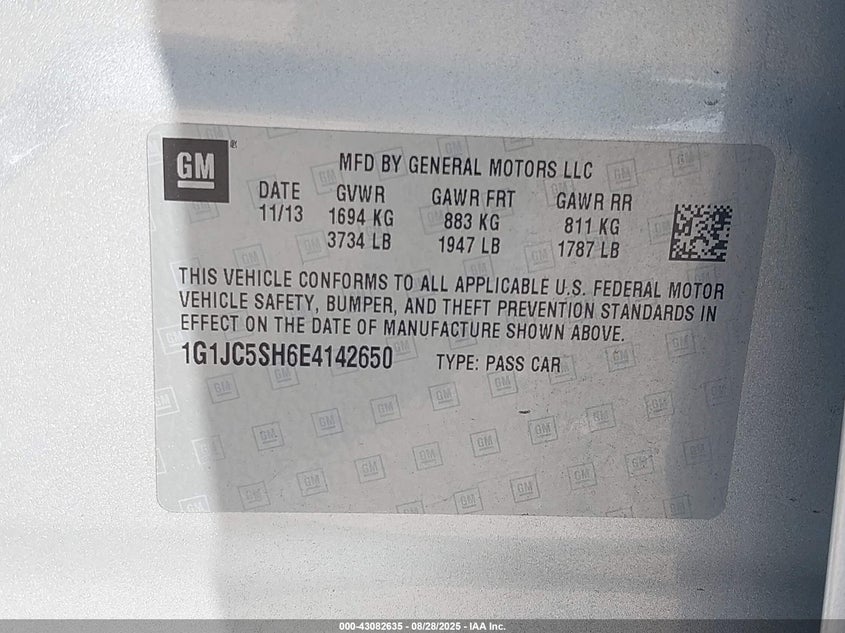 GM
MFD BY GENERAL MOTORS LLC
DATE GVWR GAWR FRT GAWR RR
11/13 1694 KG 883 KG 811 KG
3734 LB 1947 LB 1787 LB
THIS VEHICLE CONFORMS TO ALL APPLICABLE U.S. FEDERAL MOTOR
VEHICLE SAFETY, BUMPER, AND THEFT PREVENTION STANDARDS IN
EFFECT ON THE DATE OF MANUFACTURE SHOWN ABOVE.
1G1JC5SH6E4142650 TYPE: PASS CAR
000-43082635 - 08/28/2025 - IAA Inc.